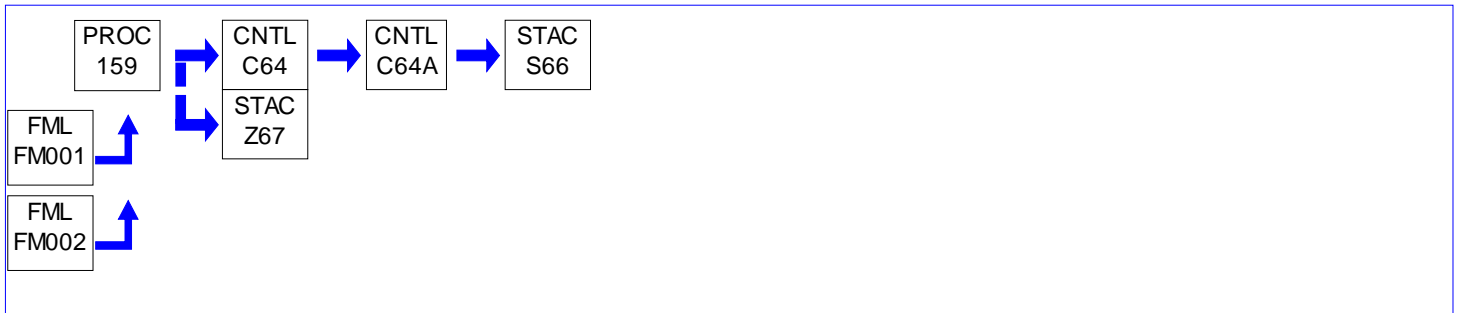 PROC
159
CNTL
C64
CNTL
C64A
STAC
S66
STAC
Z67
FML
FM001
FML
FM002